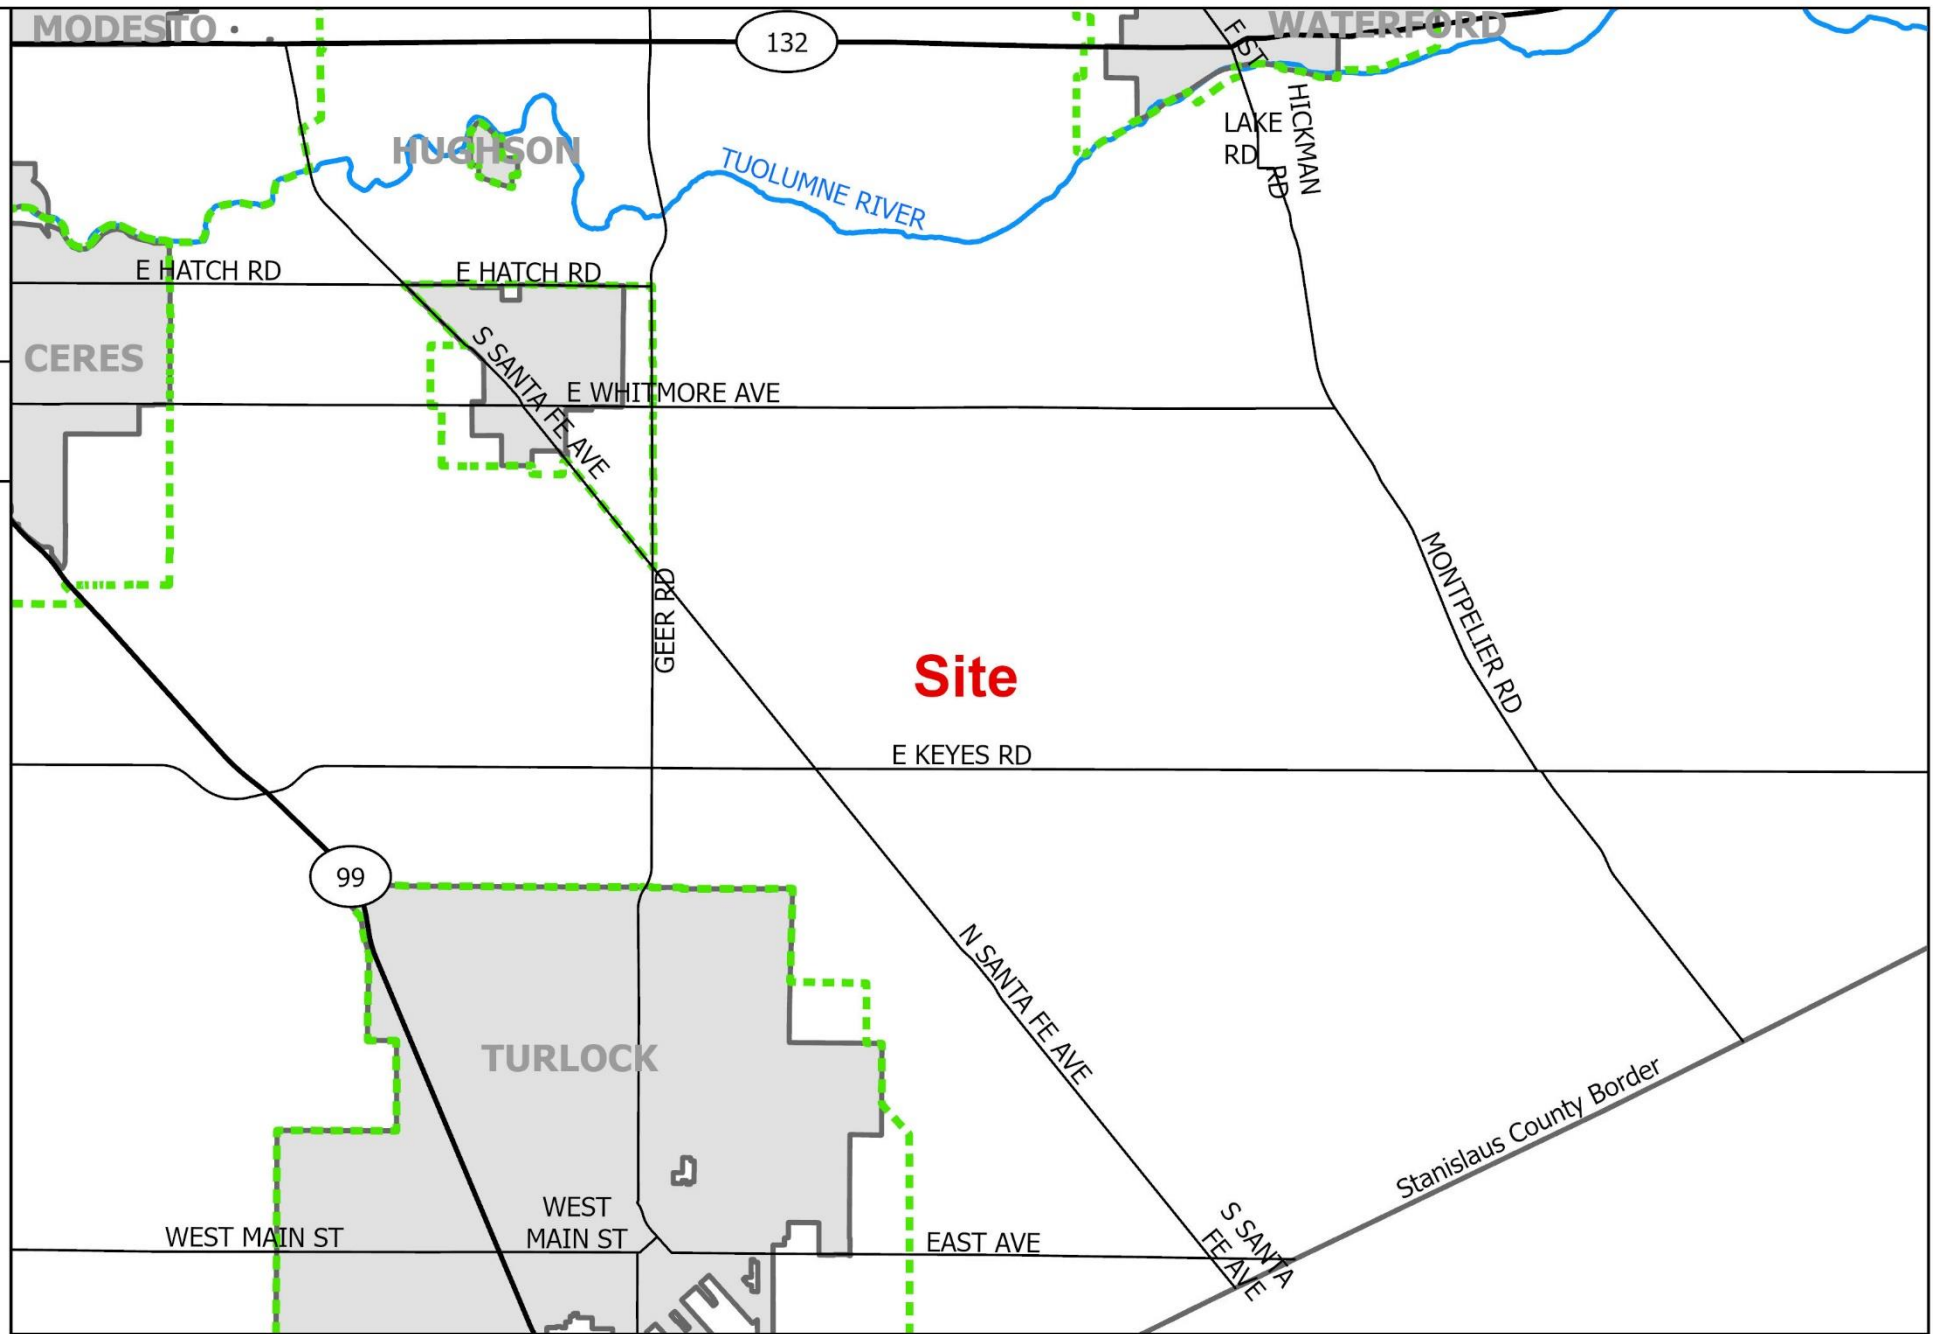 MODESTO
132
WATERFORD
F ST
HICKMAN
RD
LAKE
RD
HUGHSON
TUOLUMNE RIVER
E HATCH RD
E HATCH RD
CERES
S SANTA FE AVE
E WHITMORE AVE
GEER RD
MONTPELIER RD
Site
E KEYES RD
99
N SANTA FE AVE
TURLOCK
Stanislaus County Border
WEST MAIN ST
WEST
MAIN ST
EAST AVE
S SANTA
FE AVE